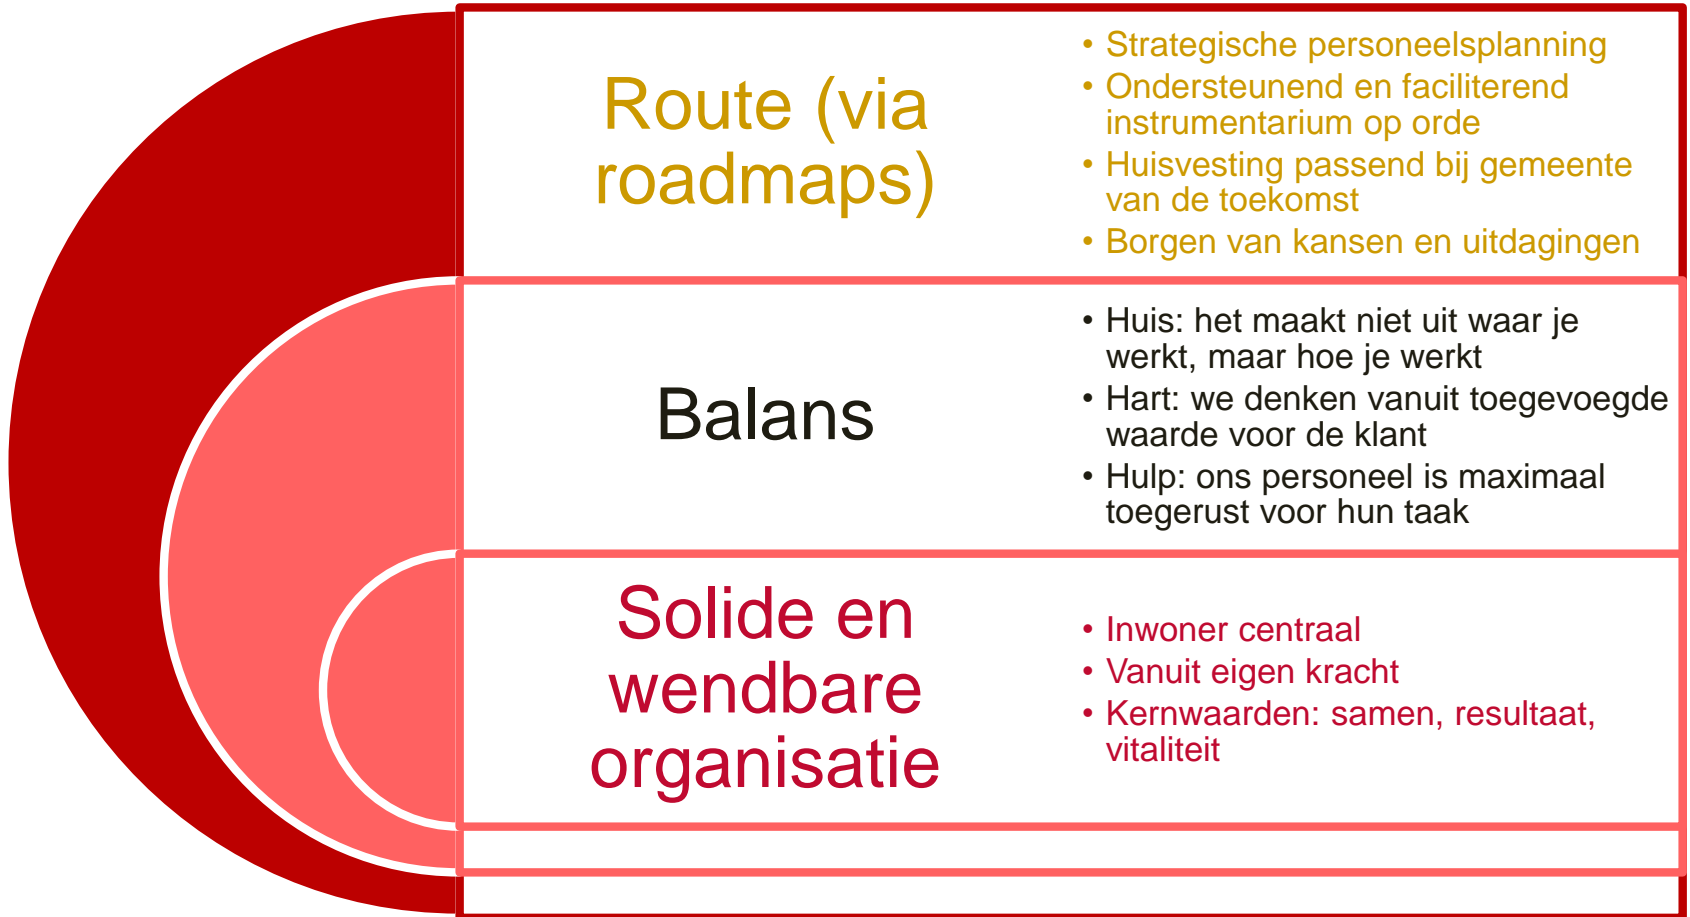 Route (via
roadmaps)
• Strategische personeelsplanning
• Ondersteunend en faciliterend
instrumentarium op orde
• Huisvesting passend bij gemeente
van de toekomst
• Borgen van kansen en uitdagingen
Balans
• Huis: het maakt niet uit waar je
werkt, maar hoe je werkt
• Hart: we denken vanuit toegevoegde
waarde voor de klant
• Hulp: ons personeel is maximaal
toegerust voor hun taak
Solide en
wendbare
organisatie
• Inwoner centraal
• Vanuit eigen kracht
• Kernwaarden: samen, resultaat,
vitaliteit